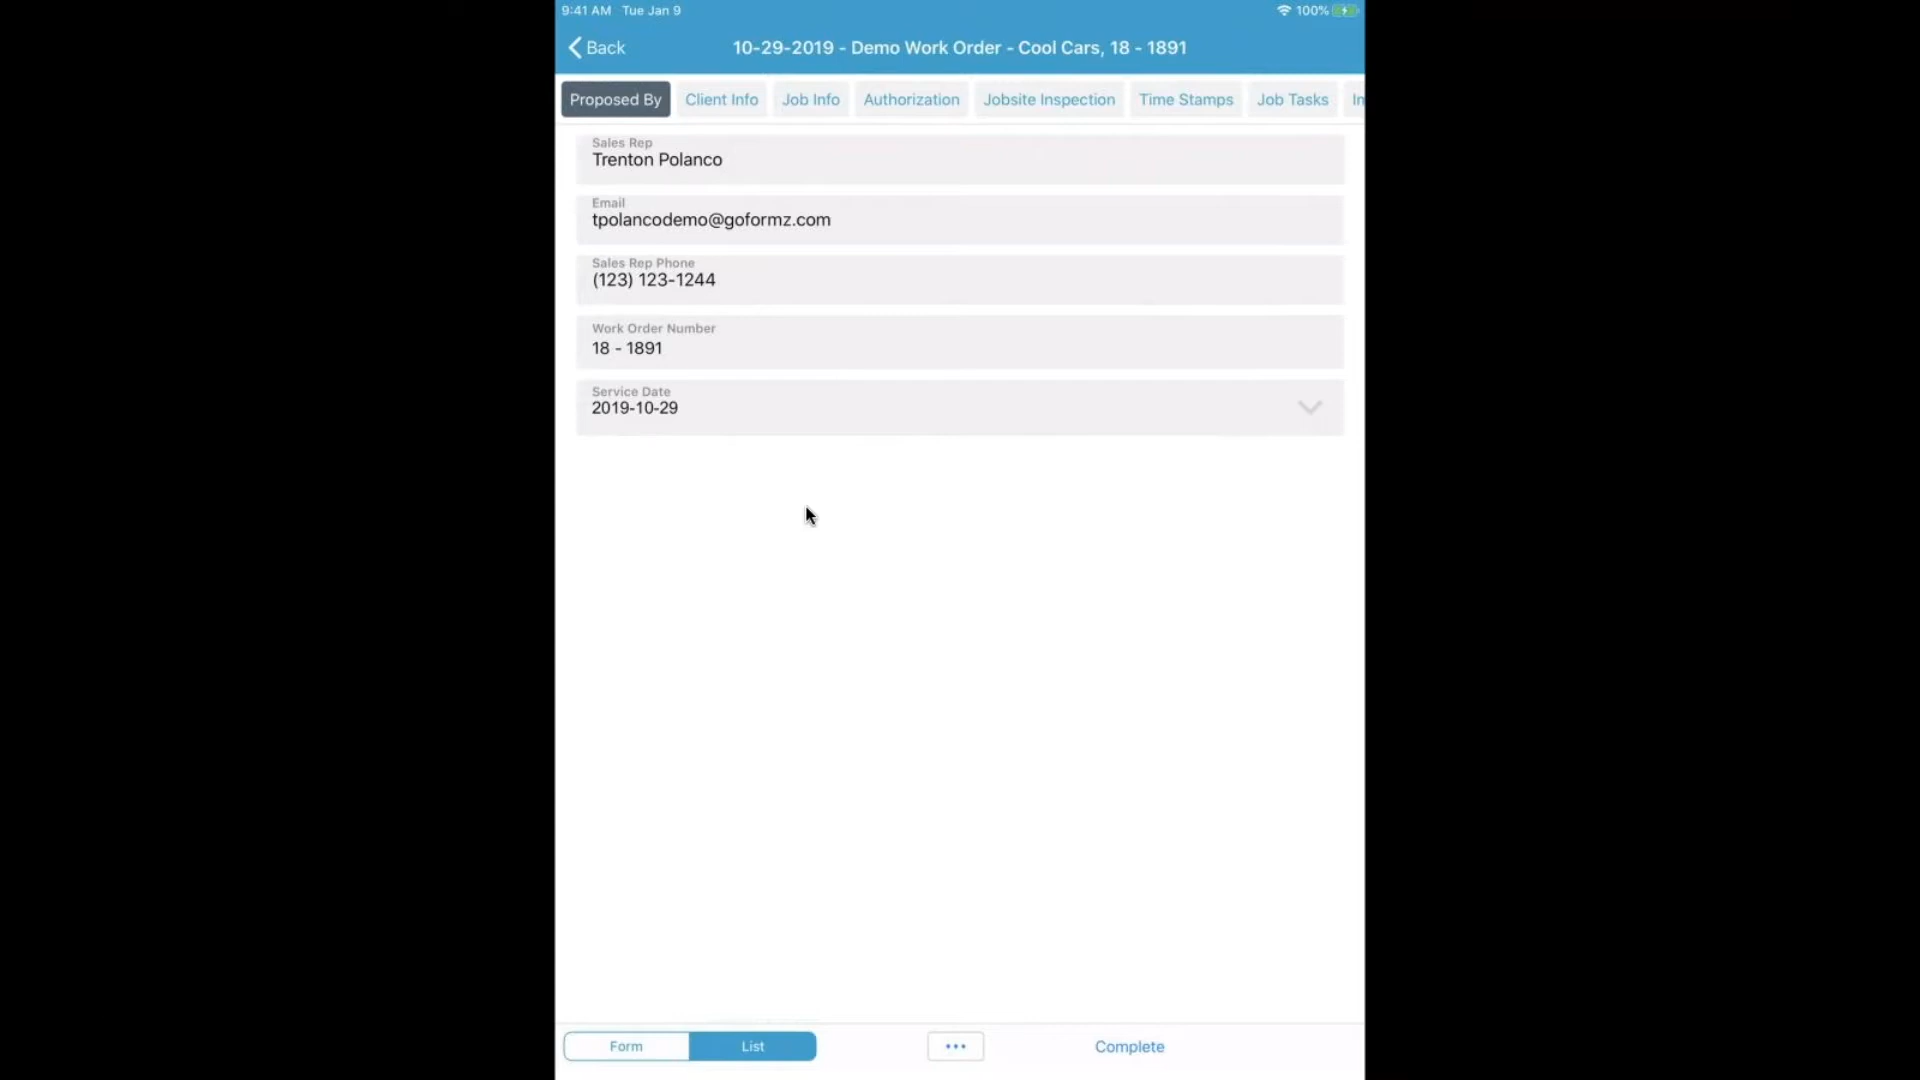 9:41 AM Tue Jan 9 100%
Back 10-29-2019 - Demo Work Order - Cool Cars, 18 - 1891
Proposed By Client Info Job Info Authorization Jobsite Inspection Time Stamps Job Tasks
Sales Rep
Trenton Polanco
Email
tpolancodemo@goformz.com
Sales Rep Phone
(123) 123-1244
Work Order Number
18 - 1891
Service Date
2019-10-29
Form List ••• Complete